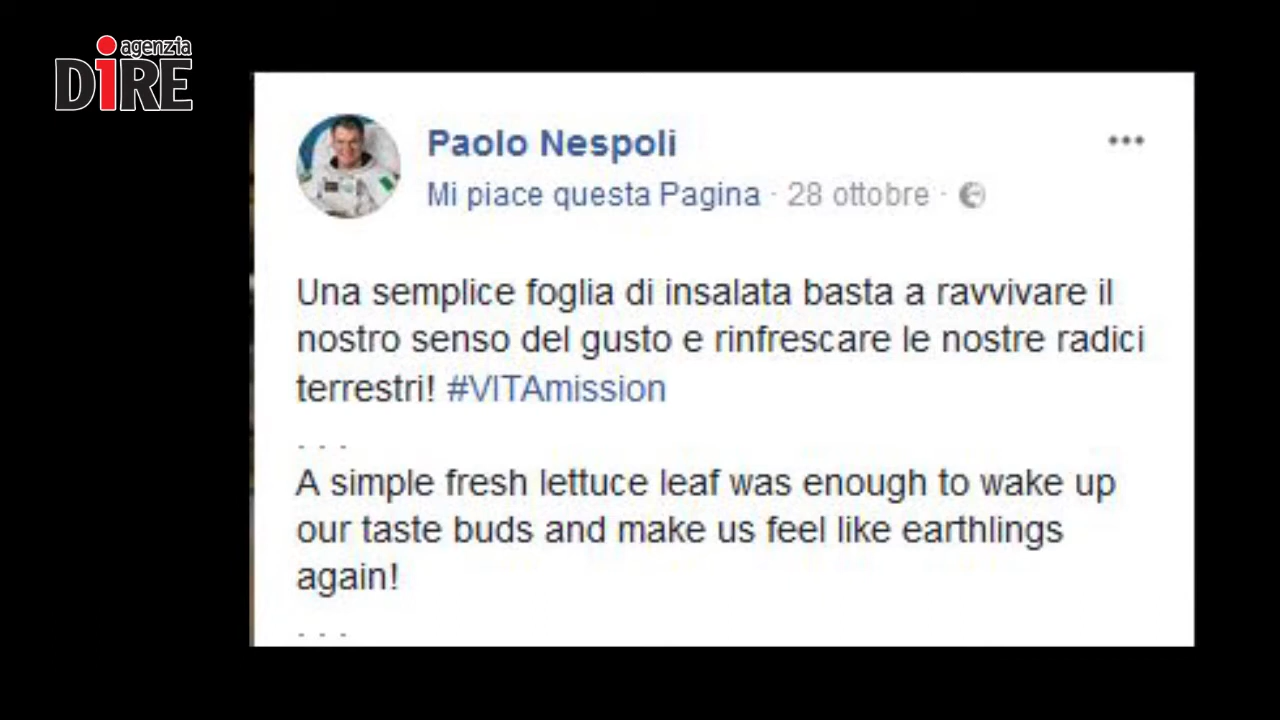 agenzia
DiRE
Paolo Nespoli
Mi piace questa Pagina · 28 ottobre ·
Una semplice foglia di insalata basta a ravvivare il
nostro senso del gusto e rinfrescare le nostre radici
terrestri! #VITAmission
- - -
A simple fresh lettuce leaf was enough to wake up
our taste buds and make us feel like earthlings
again!
- - -